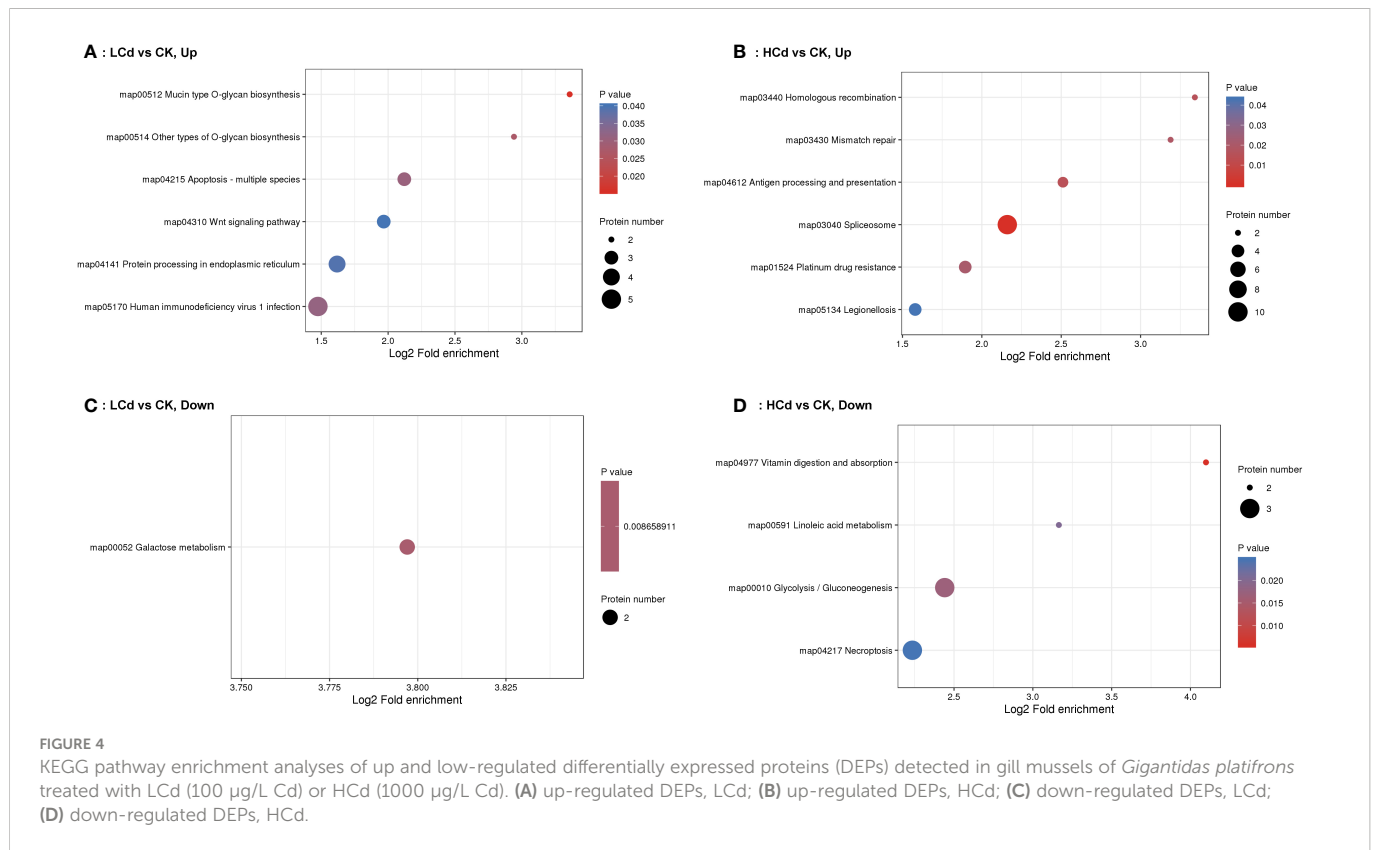 A : LCd vs CK, Up
map00512 Mucin type O-glycan biosynthesis
map00514 Other types of O-glycan biosynthesis
map04215 Apoptosis - multiple species
map04310 Wnt signaling pathway
map04141 Protein processing in endoplasmic reticulum
map05170 Human immunodeficiency virus 1 infection
1.5 2.0 2.5 3.0
Log2 Fold enrichment
P value
0.040
0.035
0.030
0.025
0.020
Protein number
2
3
4
5
B : HCd vs CK, Up
map03440 Homologous recombination
map03430 Mismatch repair
map04612 Antigen processing and presentation
map03040 Spliceosome
map01524 Platinum drug resistance
map05134 Legionellosis
1.5 2.0 2.5 3.0
Log2 Fold enrichment
P value
0.04
0.03
0.02
0.01
Protein number
2
4
6
8
10
C : LCd vs CK, Down
map00052 Galactose metabolism
3.750 3.775 3.800 3.825
Log2 Fold enrichment
P value
0.008658911
Protein number
2
D : HCd vs CK, Down
map04977 Vitamin digestion and absorption
map00591 Linoleic acid metabolism
map00010 Glycolysis / Gluconeogenesis
map04217 Necroptosis
2.5 3.0 3.5 4.0
Log2 Fold enrichment
Protein number
2
3
P value
0.020
0.015
0.010
FIGURE 4
KEGG pathway enrichment analyses of up and low-regulated differentially expressed proteins (DEPs) detected in gill mussels of Gigantidas platifrons
treated with LCd (100 µg/L Cd) or HCd (1000 µg/L Cd). (A) up-regulated DEPs, LCd; (B) up-regulated DEPs, HCd; (C) down-regulated DEPs, LCd;
(D) down-regulated DEPs, HCd.